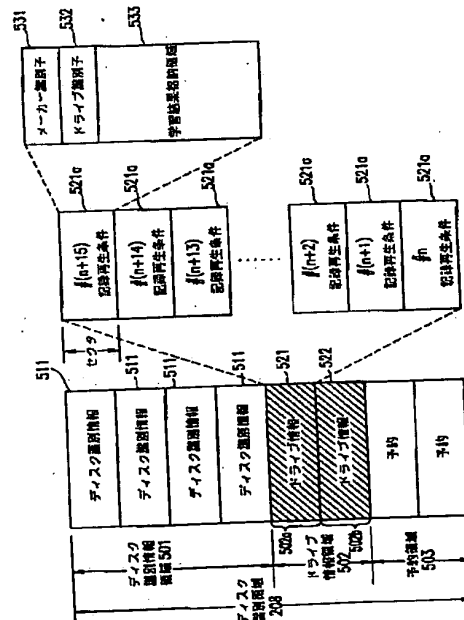 ディスク
識別領域
208
ディスク
識別情報
領域501
ドライブ
情報領域
502
予約領域
503
502a
502b
511
ディスク識別情報
511
ディスク識別情報
511
ディスク識別情報
511
ディスク識別情報
521
ドライブ情報
522
ドライブ情報
予約
予約
セクタ
521a
#(n+15)
記録再生条件
521a
#(n+14)
記録再生条件
521a
#(n+13)
記録再生条件
521a
#(n+2)
記録再生条件
521a
#(n+1)
記録再生条件
521a
#n
記録再生条件
531
メーカー識別子
532
ドライブ識別子
533
学習結果格納領域